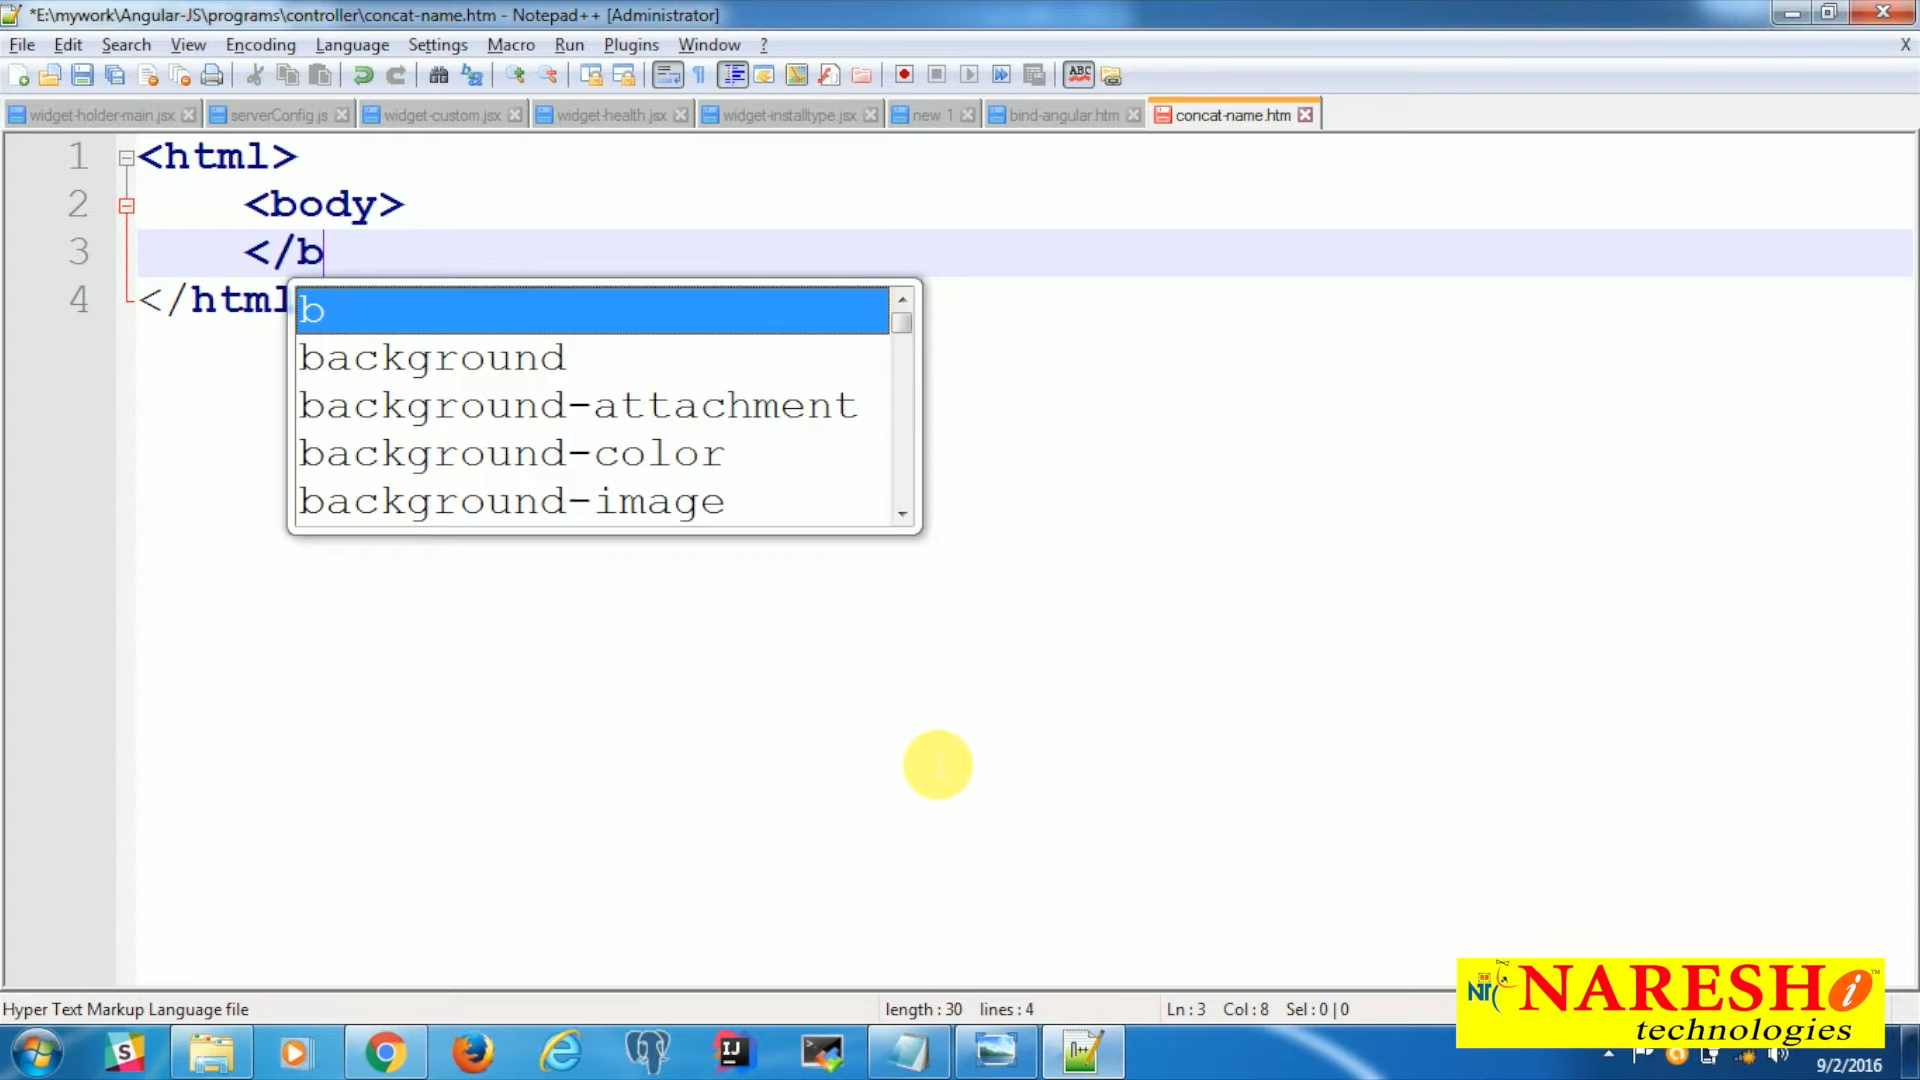 *E:\mywork\Angular-JS\programs\controller\concat-name.htm - Notepad++ [Administrator]
File Edit Search View Encoding Language Settings Macro Run Plugins Window ?
X
ABC
widget-holder-main.jsx serverConfig.js widget-custom.jsx widget-health.jsx widget-installtype.jsx new 1 bind-angular.htm concat-name.htm
1 <html>
2 <body>
3 </b
4 </html
b
background
background-attachment
background-color
background-image
Hyper Text Markup Language file length : 30 lines : 4 Ln : 3 Col : 8 Sel : 0 | 0
NARESH i
technologies
9/2/2016